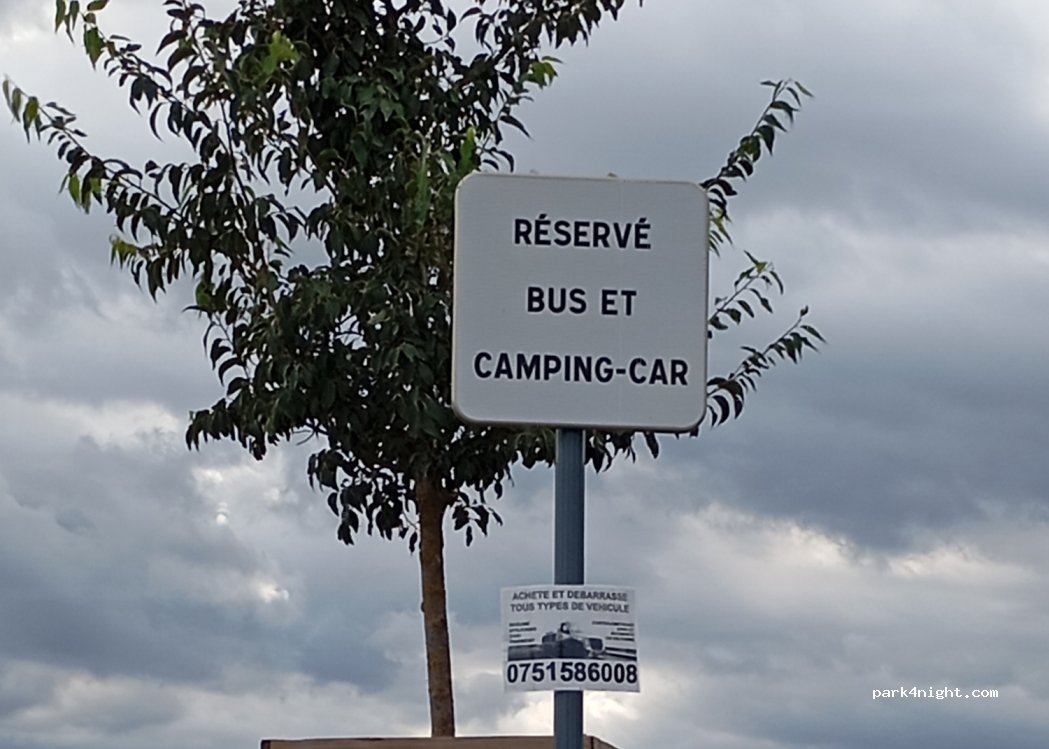 RÉSERVÉ
BUS ET
CAMPING-CAR
ACHETE ET DEBARRASSE
TOUS TYPES DE VEHICULE
0751586008
park4night.com